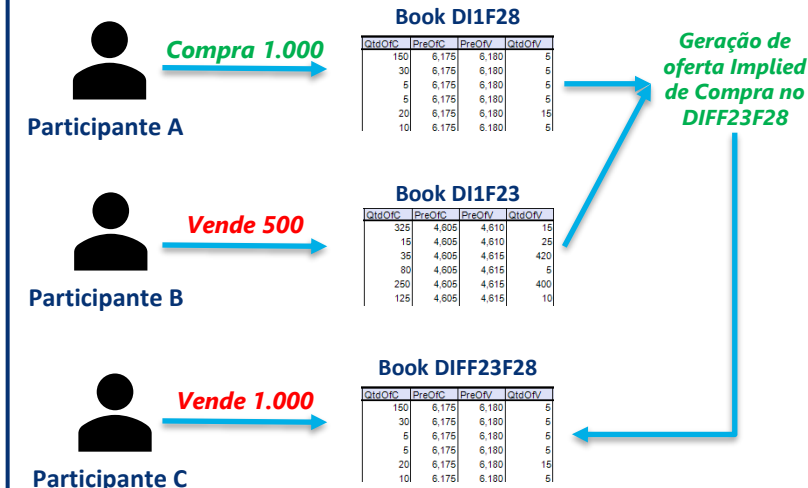 Book DI1F28
Compra 1.000
QtdOfC PreOfC PreOfV QtdOfV
150 6,175 6,180 5
30 6,175 6,180 5
5 6,175 6,180 5
5 6,175 6,180 5
20 6,175 6,180 15
10 6,175 6,180 5
Participante A
Geração de
oferta Implied
de Compra no
DIFF23F28
Book DI1F23
Vende 500
QtdOfC PreOfC PreOfV QtdOfV
325 4,605 4,610 15
15 4,605 4,610 25
35 4,605 4,615 420
80 4,605 4,615 5
250 4,605 4,615 400
125 4,605 4,615 10
Participante B
Book DIFF23F28
Vende 1.000
QtdOfC PreOfC PreOfV QtdOfV
150 6,175 6,180 5
30 6,175 6,180 5
5 6,175 6,180 5
5 6,175 6,180 5
20 6,175 6,180 15
10 6,175 6,180 5
Participante C